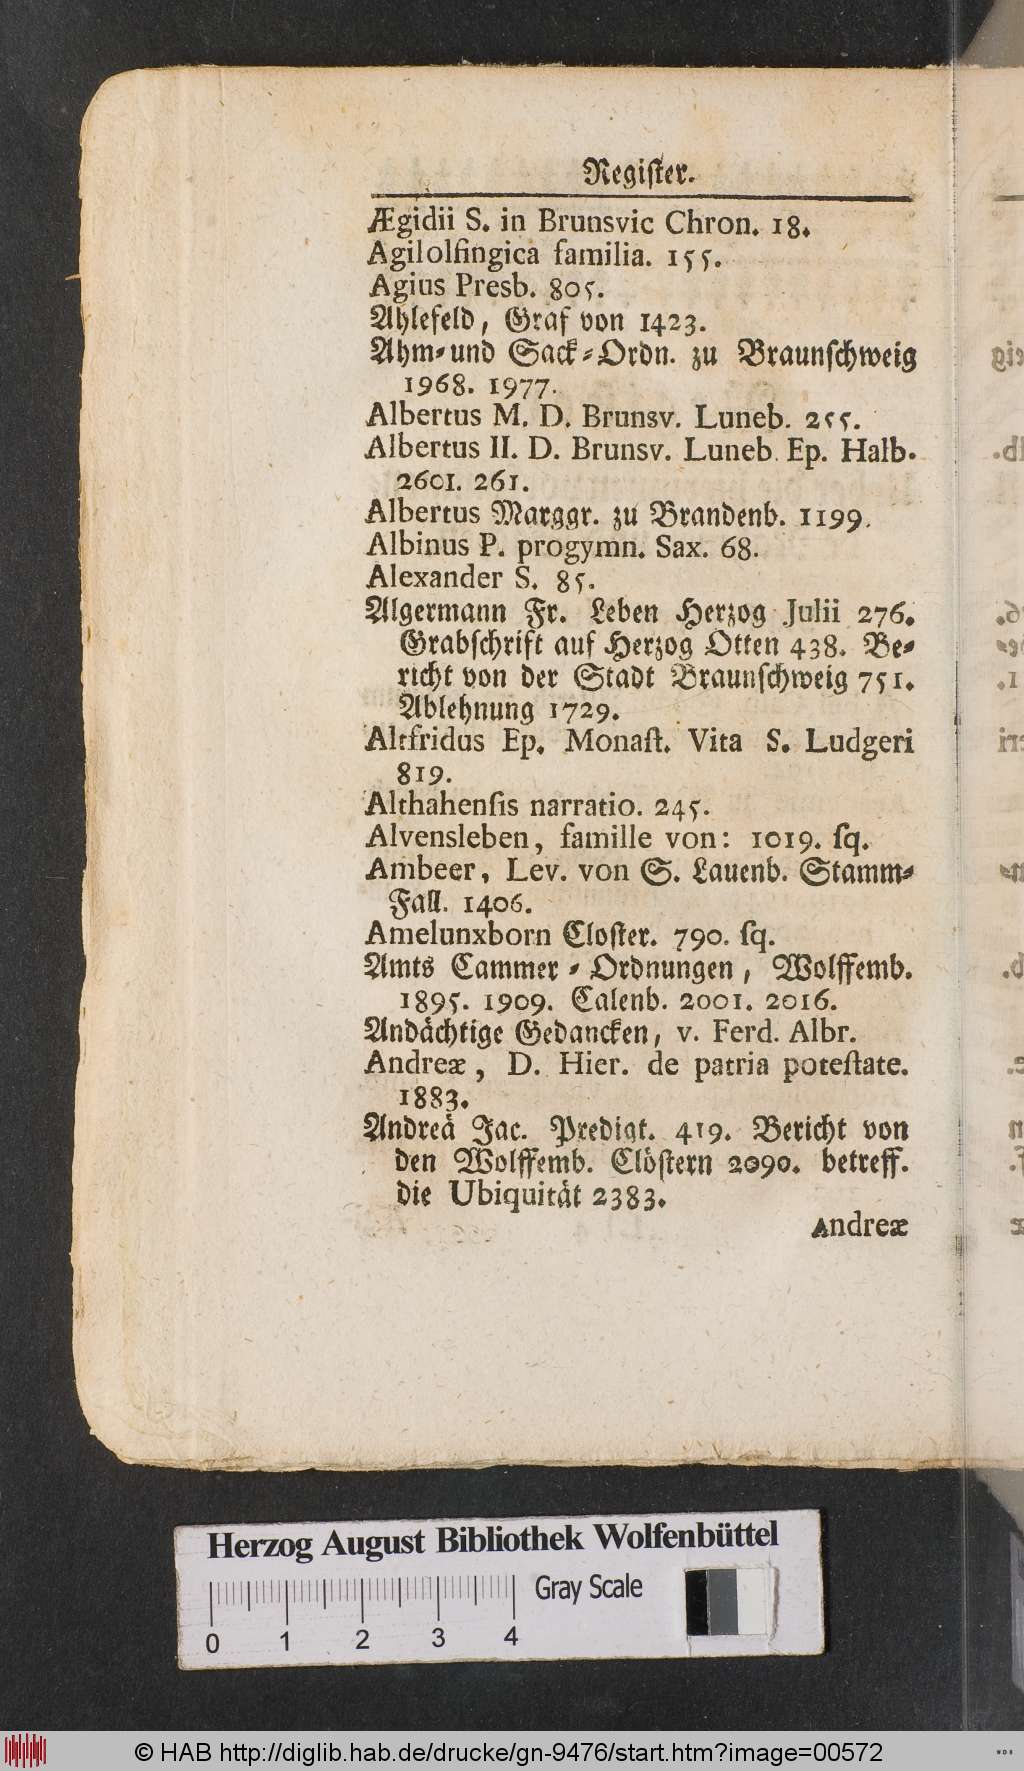 Register.
Ægidii S. in Brunsvic Chron. 18.
Agilolfingica familia. 155.
Agius Presb. 805.
Ahlefeld, Graf von 1423.
Ahm-und Sack-Ordn. zu Braunschweig
1968. 1977.
Albertus M. D. Brunsv. Luneb. 255.
Albertus II. D. Brunsv. Luneb. Ep. Halb.
2601. 261.
Albertus Marggr. zu Brandenb. 1199.
Albinus P. progymn. Sax. 68.
Alexander S. 85.
Algermann Fr. Leben Herzog Julii 276.
Grabschrift auf Herzog Otten 438. Be-
richt von der Stadt Braunschweig 751.
Ablehnung 1729.
Altfridus Ep. Monast. Vita S. Ludgeri
819.
Althahensis narratio. 245.
Alvensleben, famille von: 1019. sq.
Ambeer, Lev. von S. Lauenb. Stamm-
Fall. 1406.
Amelunxborn Closter. 790. sq.
Amts Cammer-Ordnungen, Wolffemb.
1895. 1909. Calenb. 2001. 2016.
Andächtige Gedancken, v. Ferd. Albr.
Andreæ, D. Hier. de patria potestate.
1883.
Andreä Jac. Predigt. 419. Bericht von
den Wolffemb. Clöstern 2090. betreff.
die Ubiquität 2383.
Andreæ
Herzog August Bibliothek Wolfenbüttel
Gray Scale
0 1 2 3 4
© HAB http://diglib.hab.de/drucke/gn-9476/start.htm?image=00572